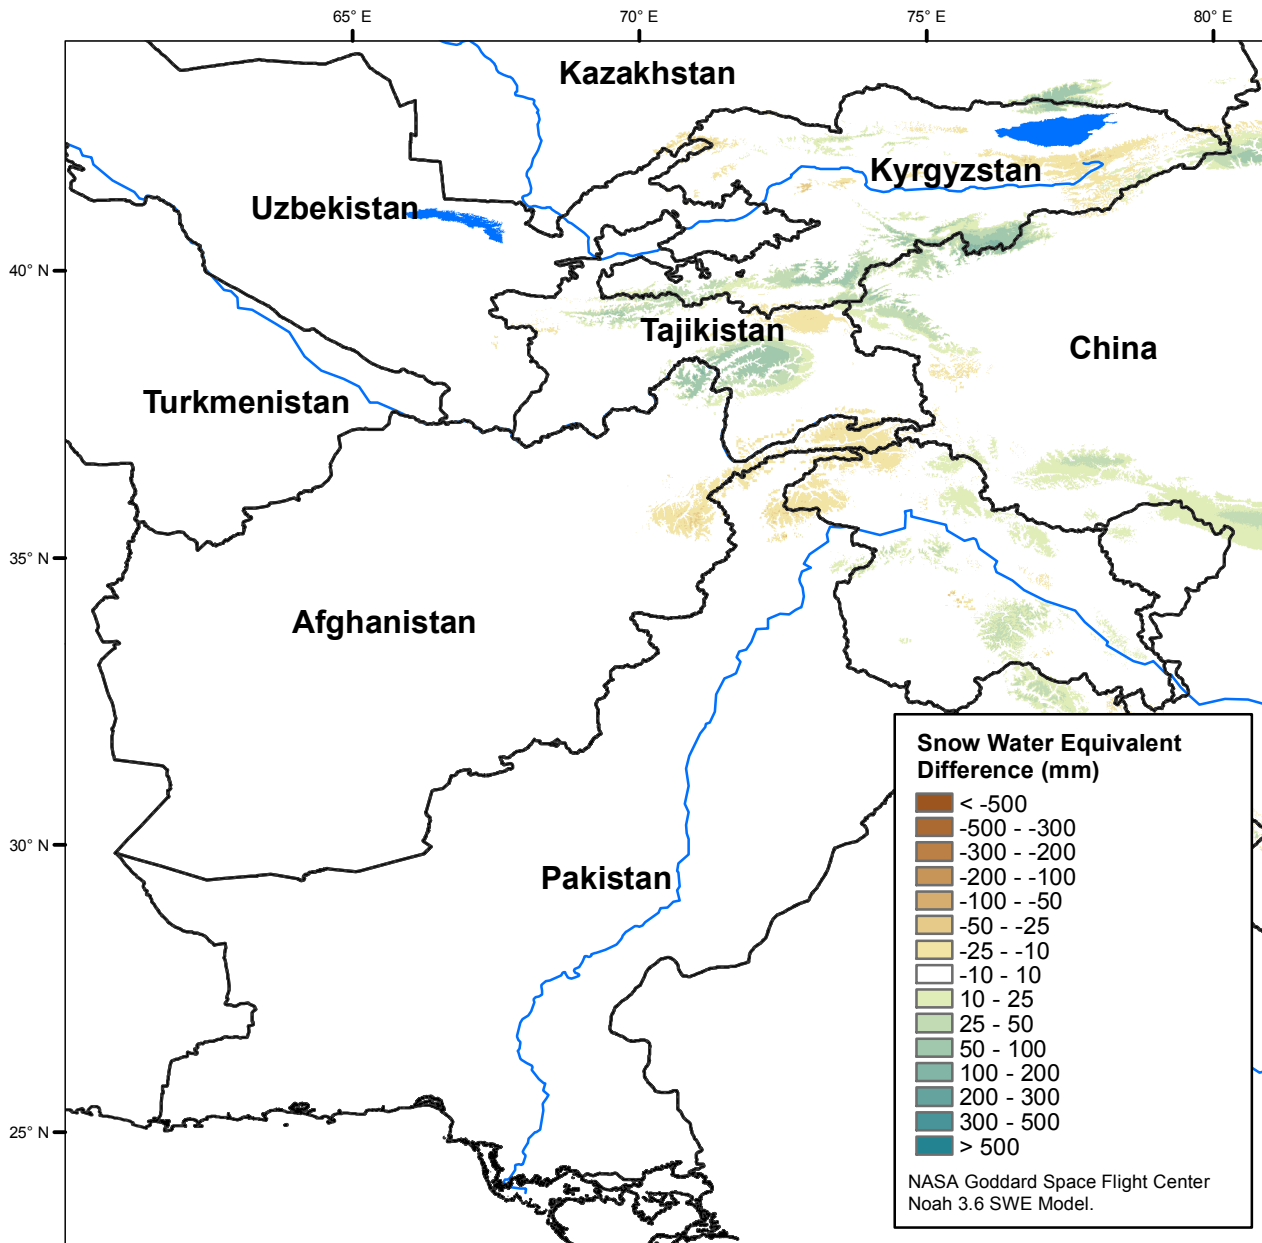 65° E
70° E
75° E
80° E
Kazakhstan
Kyrgyzstan
Uzbekistan
40° N
Tajikistan
China
Turkmenistan
35° N
Afghanistan
30° N
Pakistan
25° N
Snow Water Equivalent
Difference (mm)
< -500
-500 - -300
-300 - -200
-200 - -100
-100 - -50
-50 - -25
-25 - -10
-10 - 10
10 - 25
25 - 50
50 - 100
100 - 200
200 - 300
300 - 500
> 500
NASA Goddard Space Flight Center
Noah 3.6 SWE Model.